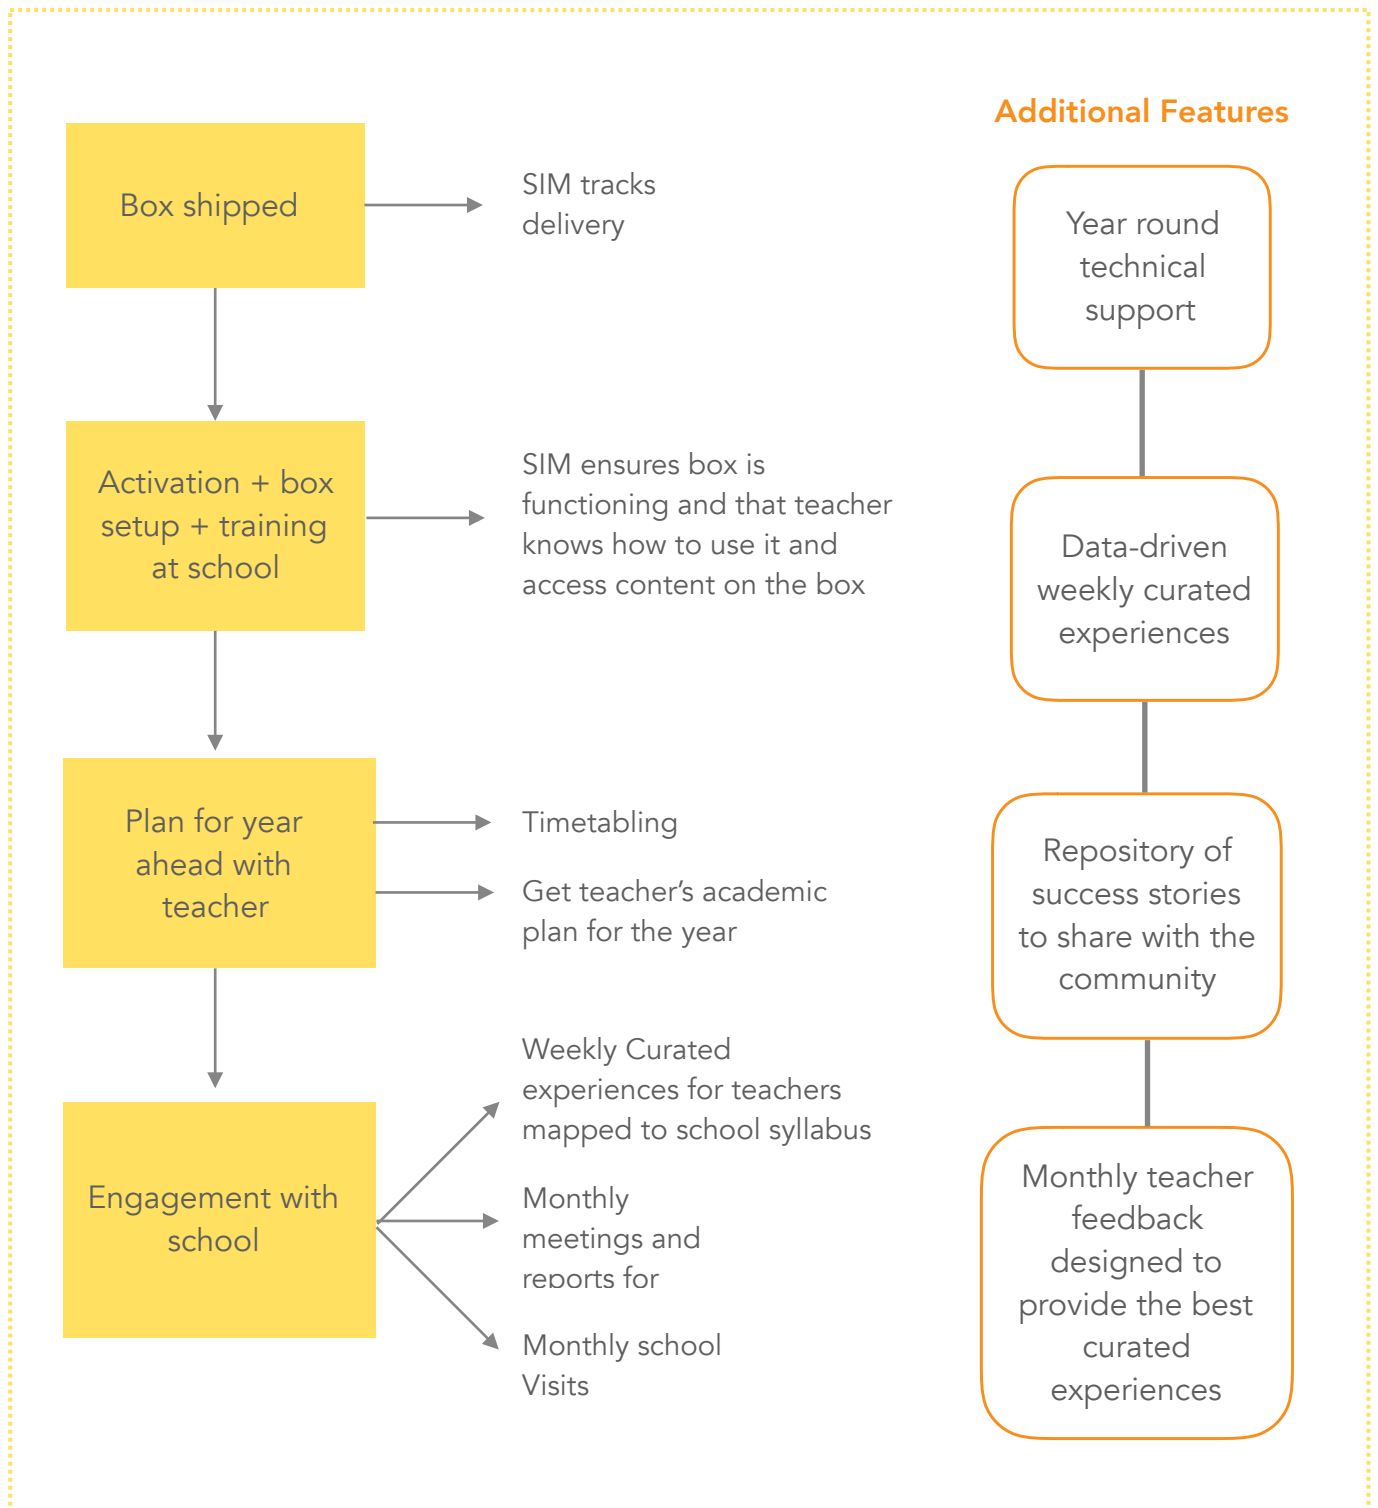 Box shipped
SIM tracks
delivery
Activation + box
setup + training
at school
SIM ensures box is
functioning and that teacher
knows how to use it and
access content on the box
Plan for year
ahead with
teacher
Timetabling
Get teacher’s academic
plan for the year
Engagement with
school
Weekly Curated
experiences for teachers
mapped to school syllabus
Monthly
meetings and
reports for
Monthly school
Visits
Additional Features
Year round
technical
support
Data-driven
weekly curated
experiences
Repository of
success stories
to share with the
community
Monthly teacher
feedback
designed to
provide the best
curated
experiences